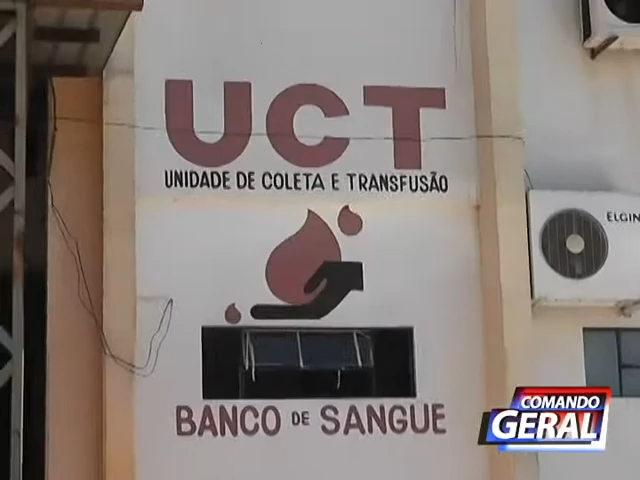 UCT
UNIDADE DE COLETA E TRANSFUSÃO
ELGIN
BANCO DE SANGUE
COMANDO
GERAL